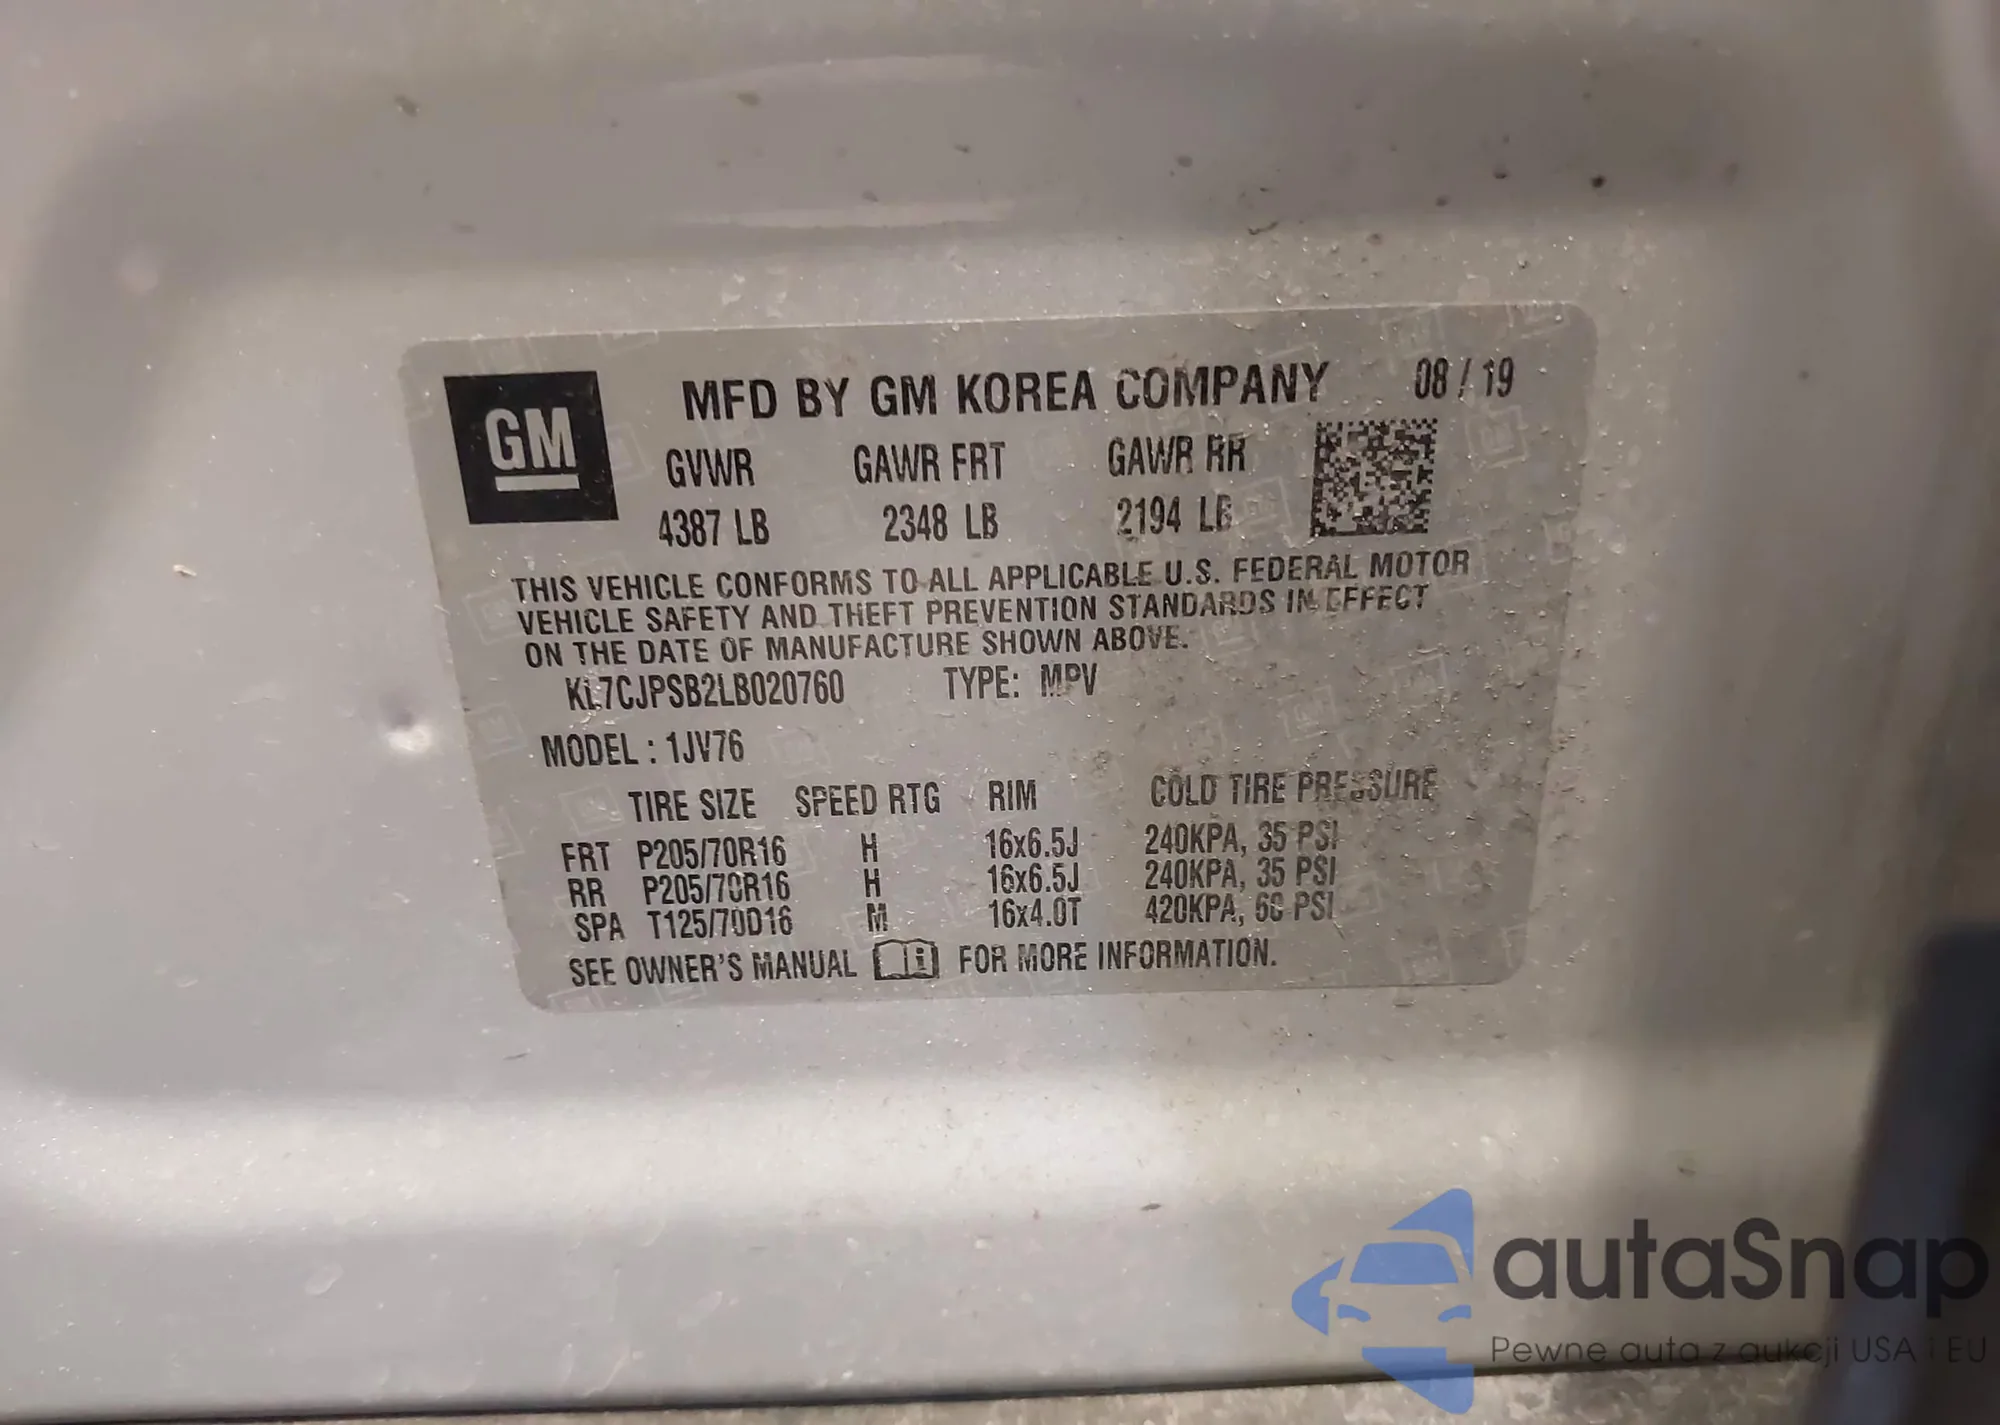 GM
MFD BY GM KOREA COMPANY 08/19
GVWR GAWR FRT GAWR RR
4387 LB 2348 LB 2194 LB
THIS VEHICLE CONFORMS TO ALL APPLICABLE U.S. FEDERAL MOTOR
VEHICLE SAFETY AND THEFT PREVENTION STANDARDS IN EFFECT
ON THE DATE OF MANUFACTURE SHOWN ABOVE.
KL7CJPSB2LB020760 TYPE: MPV
MODEL : 1JV76
TIRE SIZE SPEED RTG RIM COLD TIRE PRESSURE
FRT P205/70R16 H 16x6.5J 240KPA, 35 PSI
RR P205/70R16 H 16x6.5J 240KPA, 35 PSI
SPA T125/70D16 M 16x4.0T 420KPA, 60 PSI
SEE OWNER'S MANUAL i FOR MORE INFORMATION.
autaSnap
Pewne auta z aukcji USA i EU